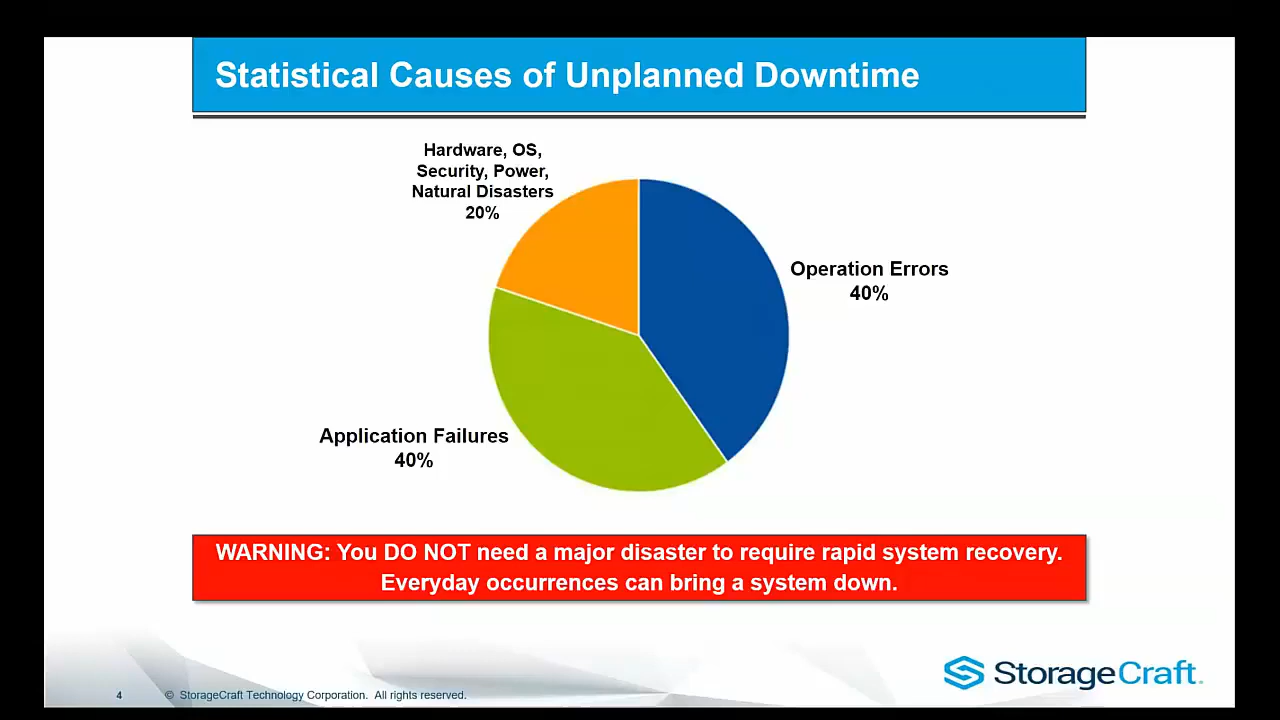 Statistical Causes of Unplanned Downtime
Hardware, OS,
Security, Power,
Natural Disasters
20%
Operation Errors
40%
Application Failures
40%
WARNING: You DO NOT need a major disaster to require rapid system recovery.
Everyday occurrences can bring a system down.
4
© StorageCraft Technology Corporation. All rights reserved.
StorageCraft